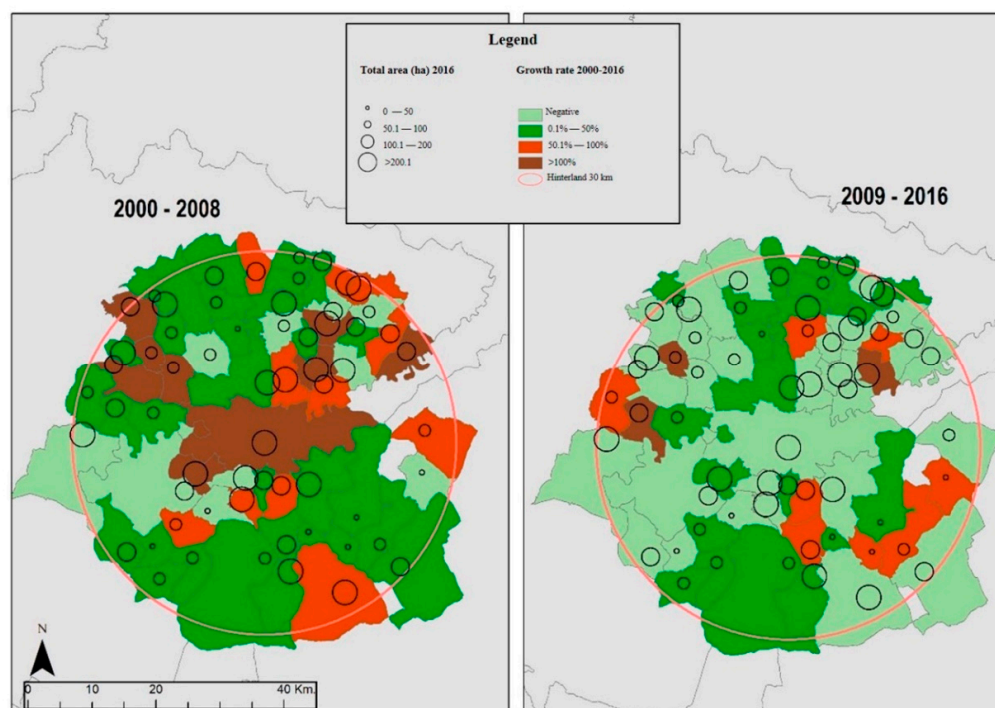 Legend
Total area (ha) 2016
0 — 50
50.1 — 100
100.1 — 200
>200.1
Growth rate 2000-2016
Negative
0.1% — 50%
50.1% — 100%
>100%
Hinterland 30 km
2000 - 2008
2009 - 2016
N
0 10 20 40 Km.